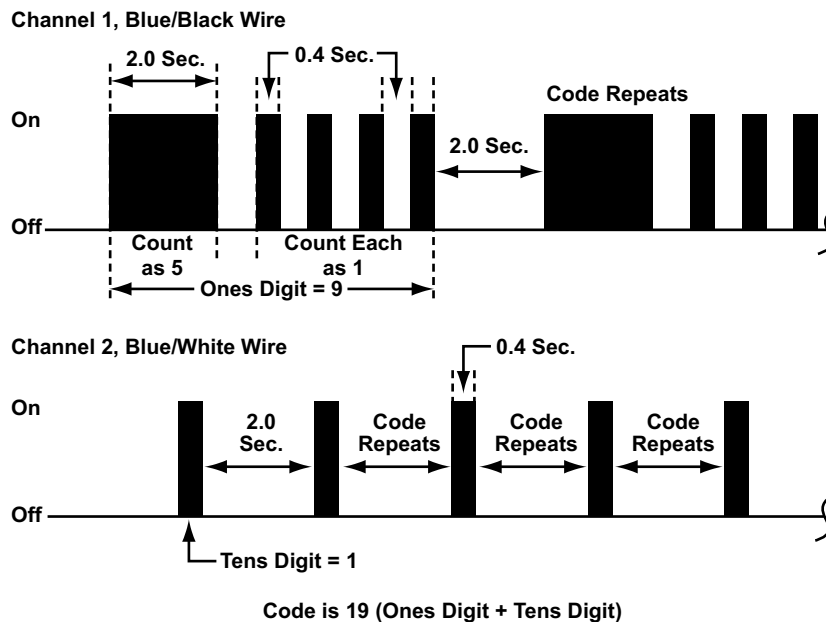 Channel 1, Blue/Black Wire
2.0 Sec.
0.4 Sec.
Code Repeats
On
2.0 Sec.
Off
Count
as 5
Count Each
as 1
Ones Digit = 9
Channel 2, Blue/White Wire
0.4 Sec.
On
2.0
Sec.
Code
Repeats
Code
Repeats
Code
Repeats
Off
Tens Digit = 1
Code is 19 (Ones Digit + Tens Digit)